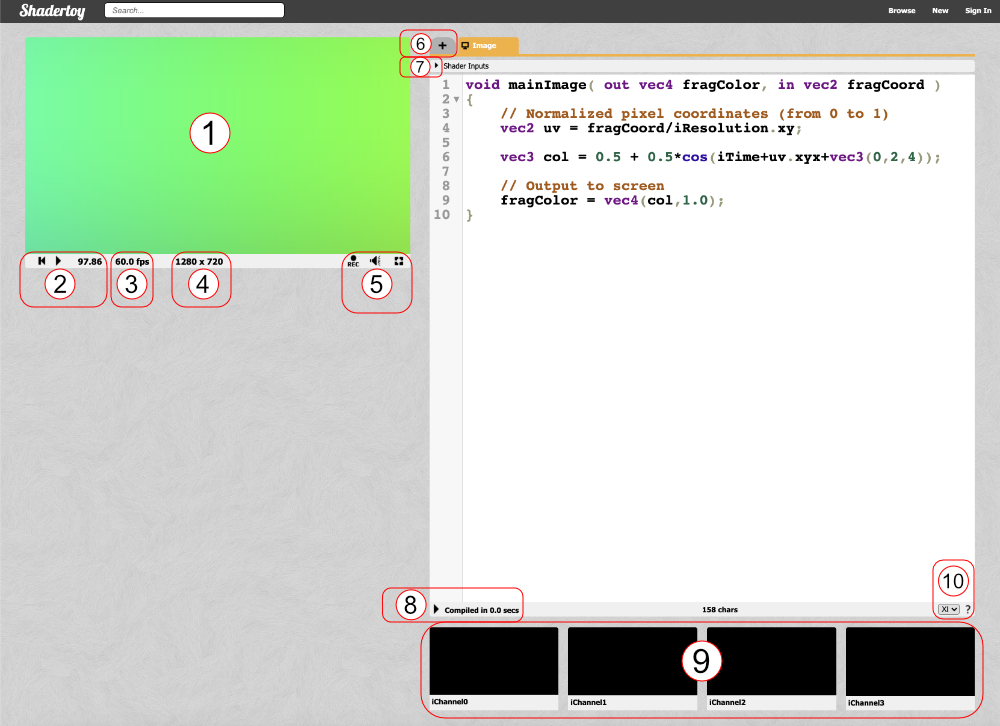 Shadertoy
Search...
Browse New Sign In
6 + Image
7 Shader Inputs
1
1 void mainImage( out vec4 fragColor, in vec2 fragCoord )
2 {
3 // Normalized pixel coordinates (from 0 to 1)
4 vec2 uv = fragCoord/iResolution.xy;
5
6 vec3 col = 0.5 + 0.5*cos(iTime+uv.xyx+vec3(0,2,4));
7
8 // Output to screen
9 fragColor = vec4(col,1.0);
10 }
97.86 60.0 fps 1280 x 720 REC
2 3 4 5
10
8 Compiled in 0.0 secs 158 chars Xl ?
9
iChannel0 iChannel1 iChannel2 iChannel3